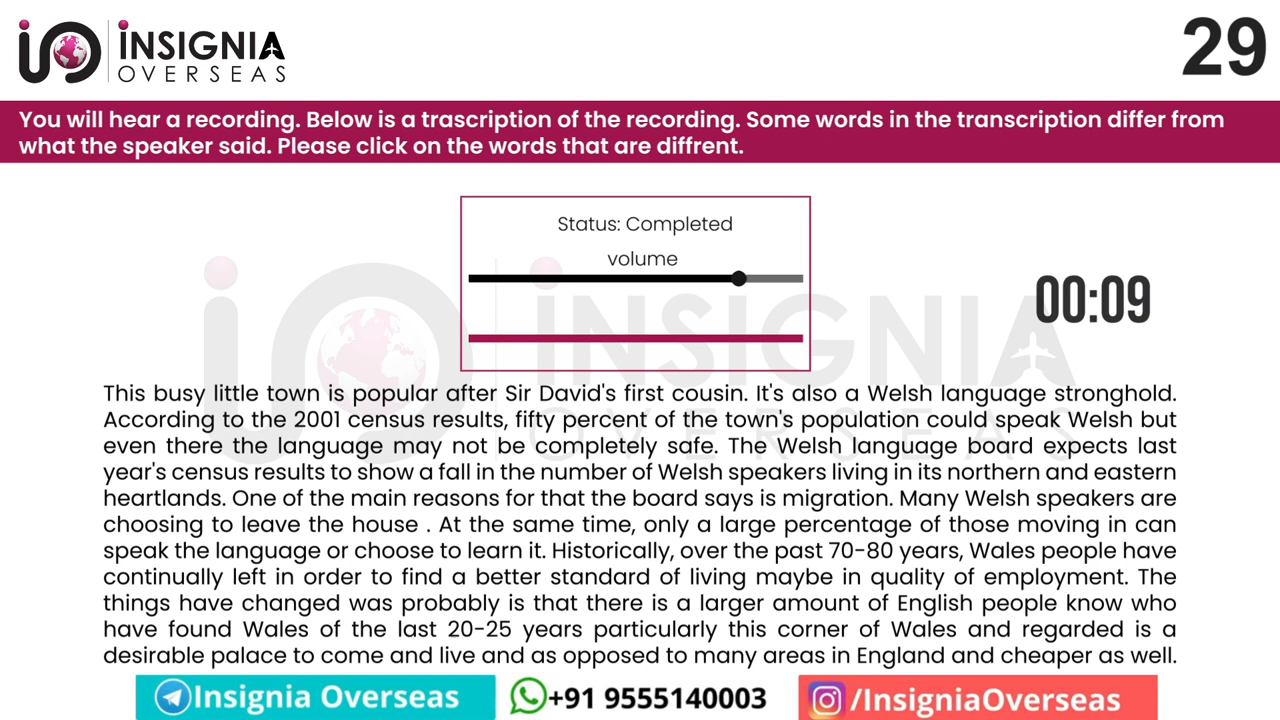 iNSIGNIA
OVERSEAS
29
You will hear a recording. Below is a trascription of the recording. Some words in the transcription differ from
what the speaker said. Please click on the words that are diffrent.
Status: Completed
volume
00:09
iNSIGNIA
OVERSEAS
This busy little town is popular after Sir David's first cousin. It's also a Welsh language stronghold.
According to the 2001 census results, fifty percent of the town's population could speak Welsh but
even there the language may not be completely safe. The Welsh language board expects last
year's census results to show a fall in the number of Welsh speakers living in its northern and eastern
heartlands. One of the main reasons for that the board says is migration. Many Welsh speakers are
choosing to leave the house . At the same time, only a large percentage of those moving in can
speak the language or choose to learn it. Historically, over the past 70-80 years, Wales people have
continually left in order to find a better standard of living maybe in quality of employment. The
things have changed was probably is that there is a larger amount of English people know who
have found Wales of the last 20-25 years particularly this corner of Wales and regarded is a
desirable palace to come and live and as opposed to many areas in England and cheaper as well.
Insignia Overseas
+91 9555140003
/InsigniaOverseas